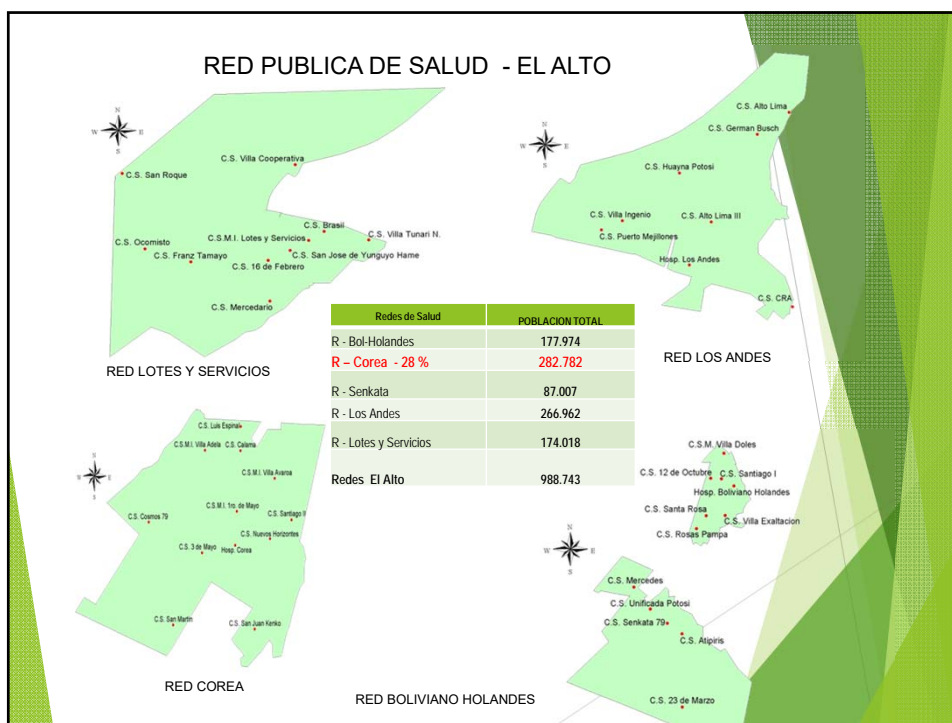 RED PUBLICA DE SALUD - EL ALTO
N
W E
S
C.S. Villa Cooperativa
C.S. San Roque
C.S. Brasil
C.S.M.I. Lotes y Servicios
C.S. Villa Tunari N.
C.S. Ocomisto
C.S. San Jose de Yunguyo Hame
C.S. Franz Tamayo
C.S. 16 de Febrero
C.S. Mercedario
RED LOTES Y SERVICIOS
N
W E
S
C.S. Alto Lima
C.S. German Busch
C.S. Huayna Potosi
C.S. Villa Ingenio
C.S. Alto Lima III
C.S. Puerto Mejillones
Hosp. Los Andes
C.S. CRA
RED LOS ANDES
Redes de Salud POBLACION TOTAL
R - Bol-Holandes 177.974
R – Corea - 28 % 282.782
R - Senkata 87.007
R - Los Andes 266.962
R - Lotes y Servicios 174.018
Redes El Alto 988.743
N
W E
S
C.S. Luis Espinal
C.S.M.I. Villa Adela C.S. Calama
C.S.M.I. Villa Avaroa
C.S.M.I. 1ro. de Mayo
C.S. Cosmos 79
C.S. Santiago II
C.S. Nuevos Horizontes
C.S. 3 de Mayo
Hosp. Corea
C.S. San Martin
C.S. San Juan Kenko
RED COREA
C.S.M. Villa Doles
C.S. 12 de Octubre
C.S. Santiago I
Hosp. Boliviano Holandes
C.S. Santa Rosa
C.S. Villa Exaltacion
C.S. Rosas Pampa
N
W E
S
C.S. Mercedes
C.S. Unificada Potosi
C.S. Senkata 79
C.S. Atipiris
C.S. 23 de Marzo
RED BOLIVIANO HOLANDES